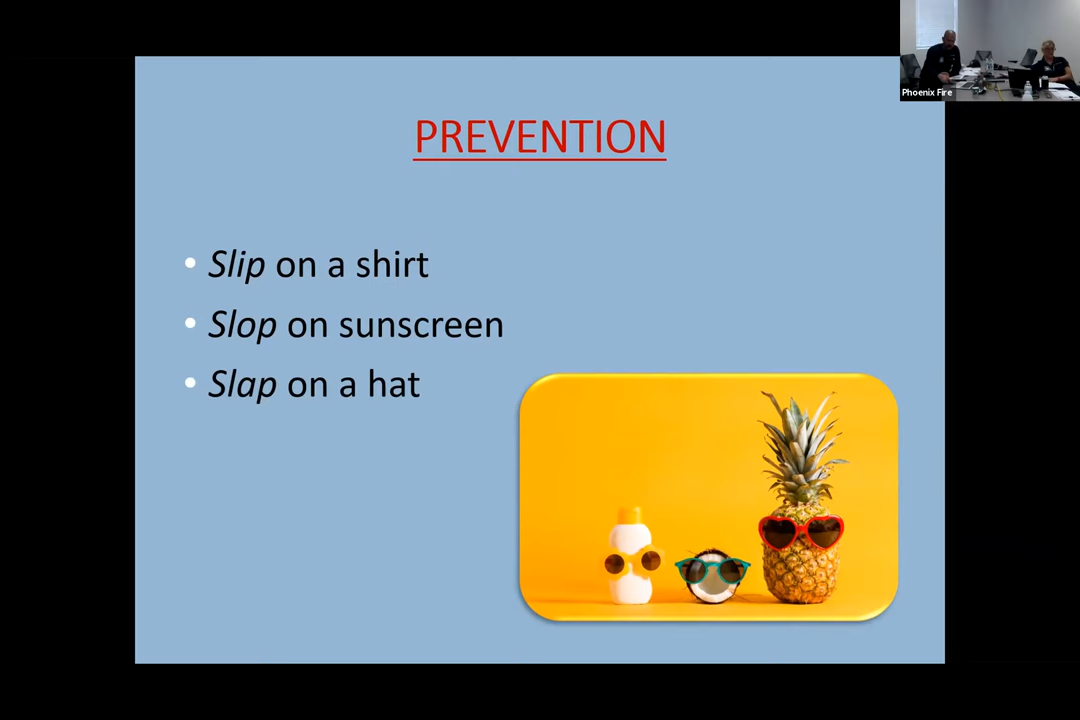 PREVENTION
• Slip on a shirt
• Slop on sunscreen
• Slap on a hat
Phoenix Fire